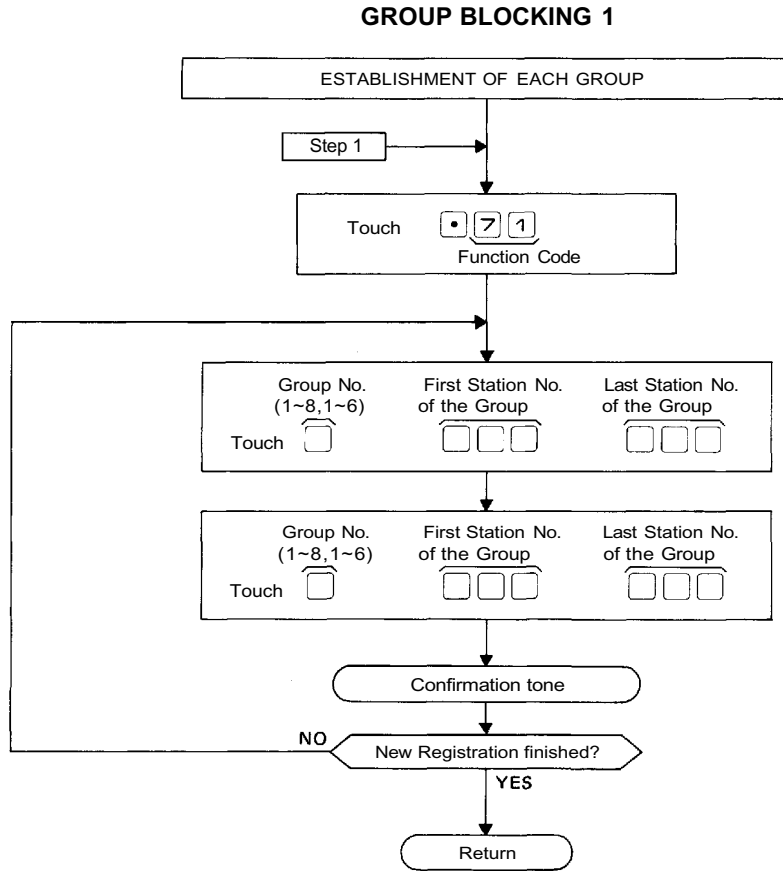 GROUP BLOCKING 1
ESTABLISHMENT OF EACH GROUP
Step 1
Touch • 7 1
Function Code
Group No. First Station No. Last Station No.
(1~8,1~6) of the Group of the Group
Touch
Group No. First Station No. Last Station No.
(1~8,1~6) of the Group of the Group
Touch
Confirmation tone
NO New Registration finished?
YES
Return